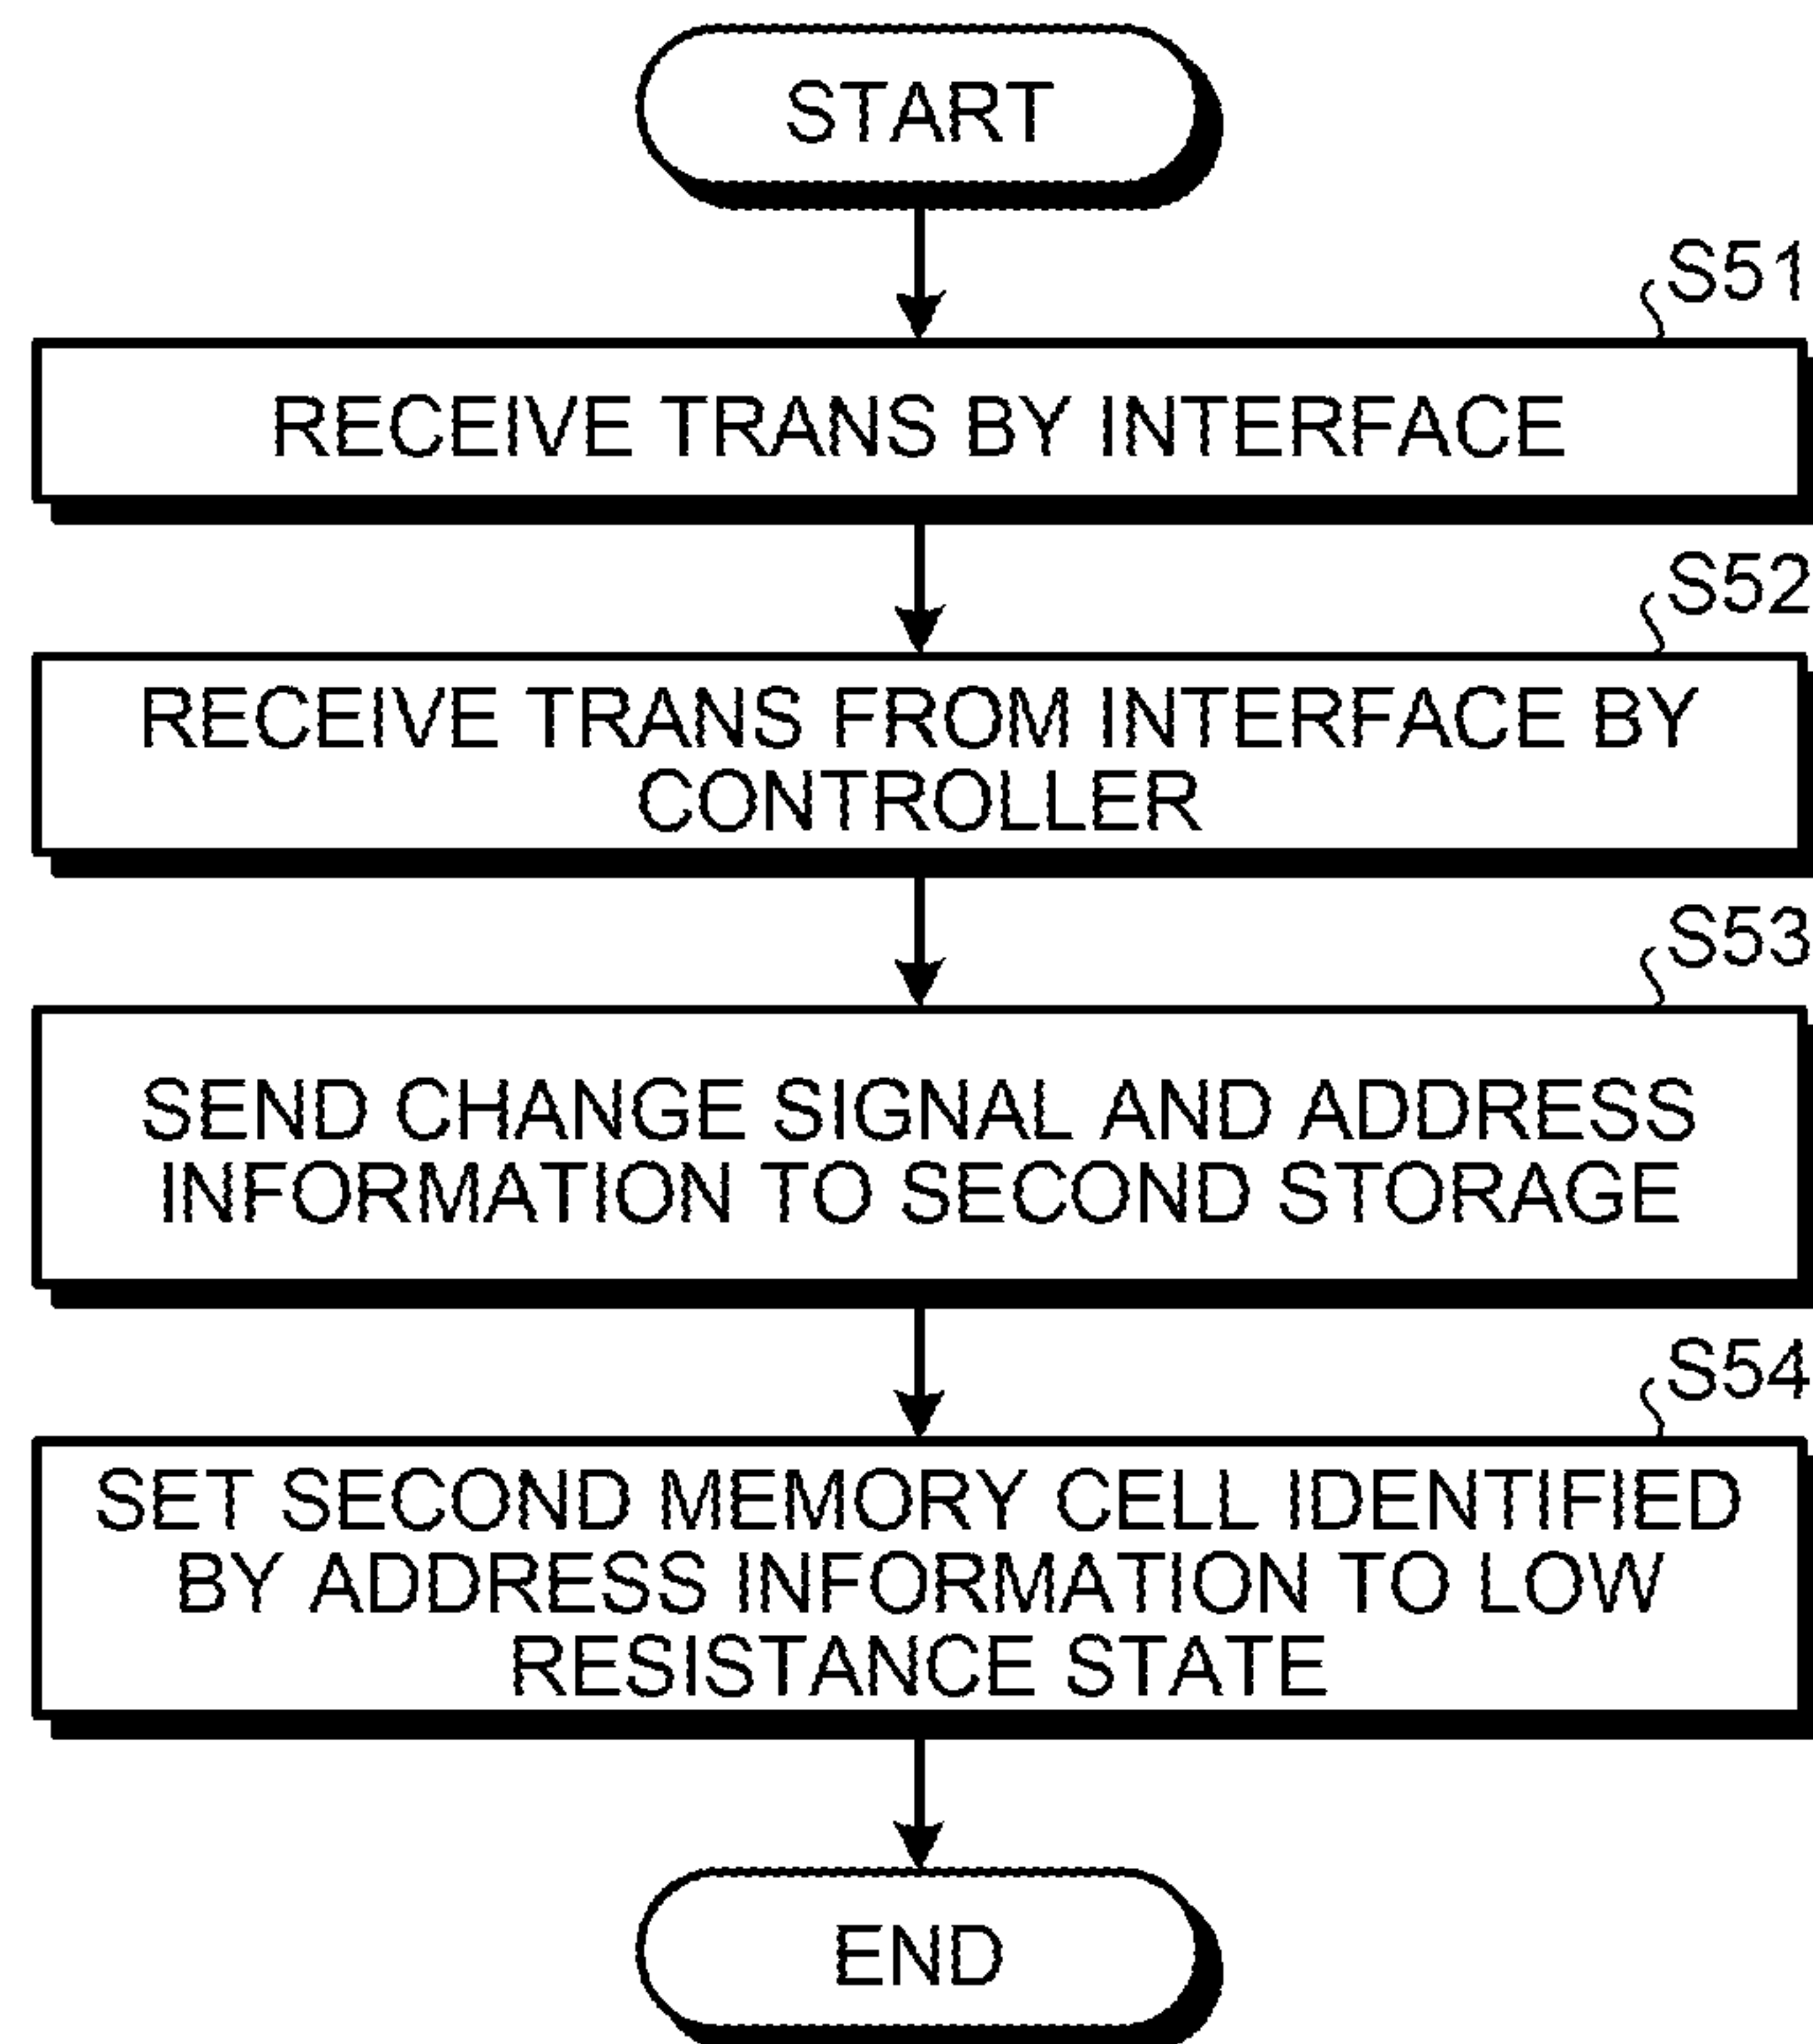 START
S51
RECEIVE TRANS BY INTERFACE
S52
RECEIVE TRANS FROM INTERFACE BY
CONTROLLER
S53
SEND CHANGE SIGNAL AND ADDRESS
INFORMATION TO SECOND STORAGE
S54
SET SECOND MEMORY CELL IDENTIFIED
BY ADDRESS INFORMATION TO LOW
RESISTANCE STATE
END